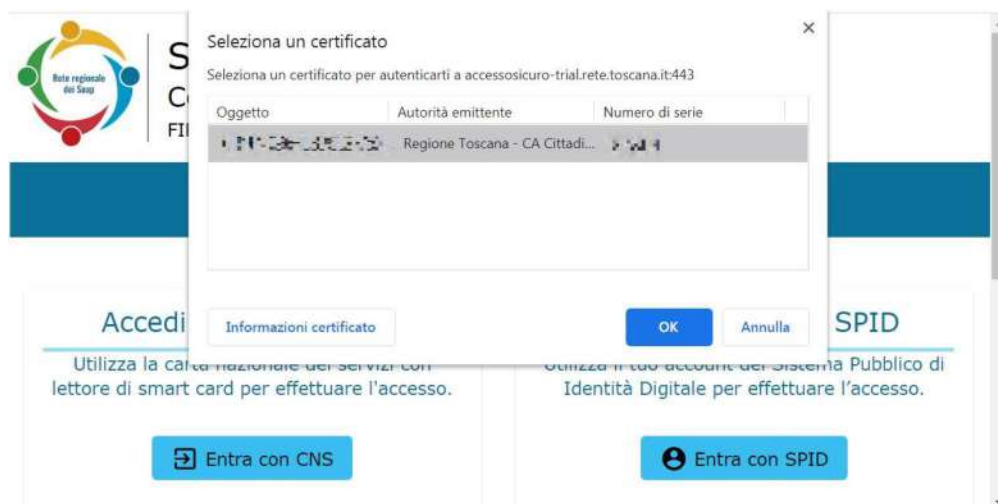 Rete regionale
dei Suap
S
C
FI
Seleziona un certificato
Seleziona un certificato per autenticarti a accessosicuro-trial.rete.toscana.it:443
Oggetto Autorità emittente Numero di serie
Regione Toscana - CA Cittadi...
Informazioni certificato OK Annulla
Accedi
Utilizza la carta nazionale dei servizi con
lettore di smart card per effettuare l'accesso.
Entra con CNS
SPID
Utilizza il tuo account del Sistema Pubblico di
Identità Digitale per effettuare l'accesso.
Entra con SPID